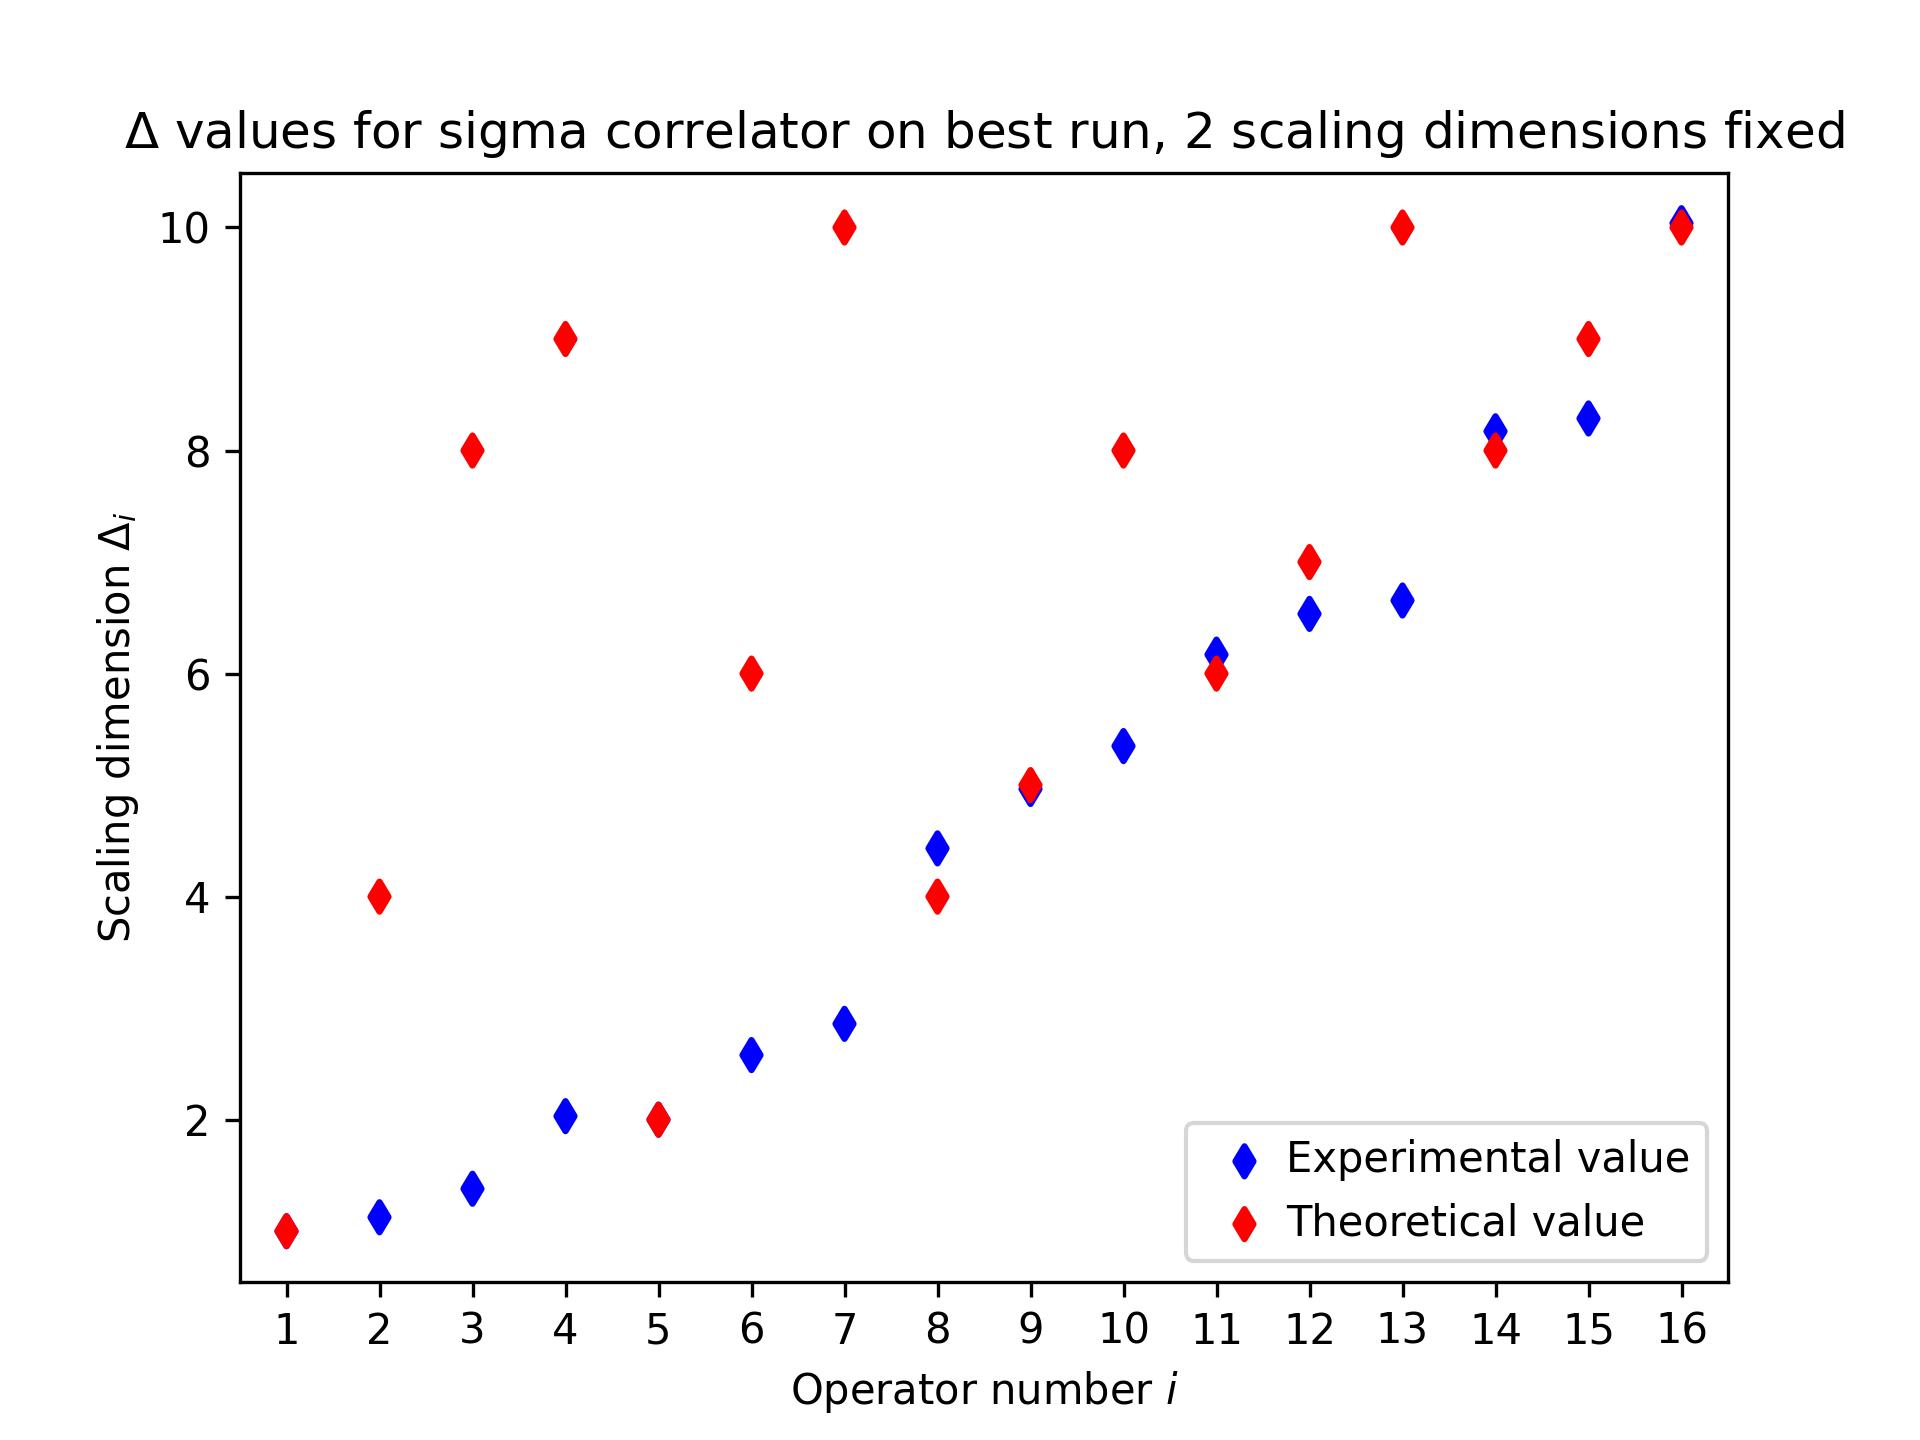 Δ values for sigma correlator on best run, 2 scaling dimensions fixed
Scaling dimension Δᵢ
10
8
6
4
2
Experimental value
Theoretical value
1 2 3 4 5 6 7 8 9 10 11 12 13 14 15 16
Operator number i